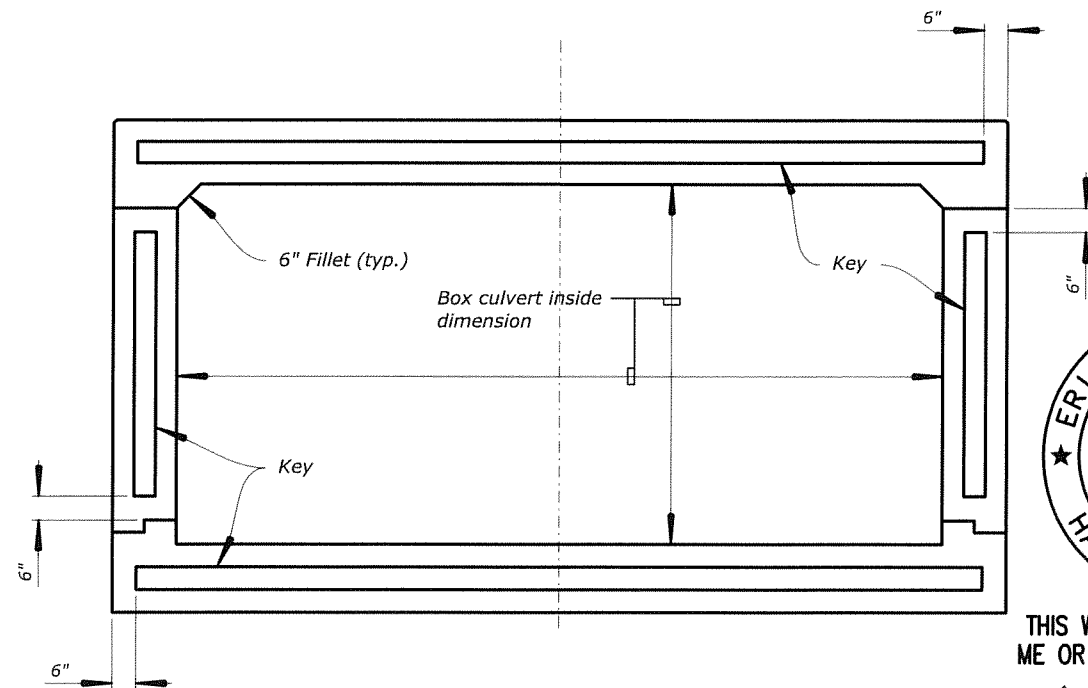 6"
6" Fillet (typ.)
Key
Box culvert inside
dimension
6"
Key
6"
6"
THIS
ME OR